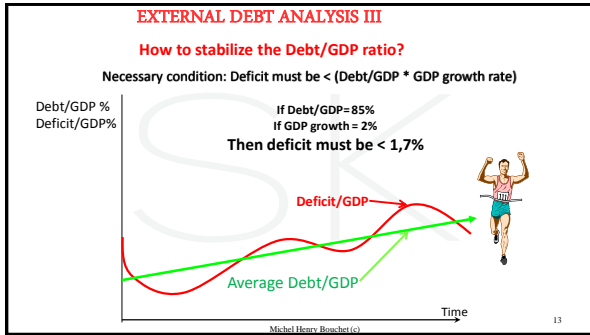 EXTERNAL DEBT ANALYSIS III
How to stabilize the Debt/GDP ratio?
Necessary condition: Deficit must be < (Debt/GDP * GDP growth rate)
Debt/GDP %
Deficit/GDP%
If Debt/GDP=85%
If GDP growth = 2%
Then deficit must be < 1,7%
SK
Deficit/GDP
Average Debt/GDP
Time
Michel Henry Bouchet (c)
13